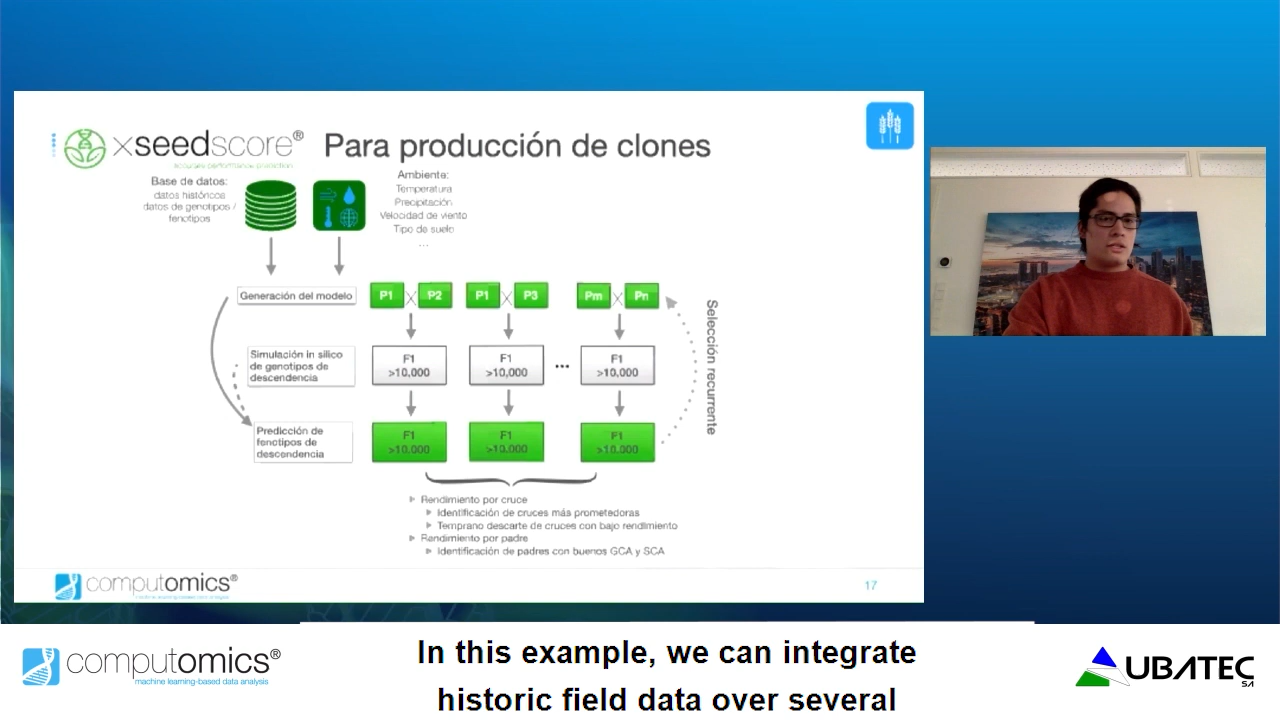 xseedscore® Para producción de clones
accurate performance prediction
Base de datos:
datos históricos
datos de genotipos /
fenotipos
Ambiente:
Temperatura
Precipitación
Velocidad de viento
Tipo de suelo
...
Generación del modelo
P1 X P2
P1 X P3
Pm X Pn
Simulación in silico
de genotipos de
descendencia
F1
>10,000
F1
>10,000
...
F1
>10,000
Predicción de
fenotipos de
descendencia
F1
>10.000
F1
>10.000
F1
>10.000
Selección recurrente
Rendimiento por cruce
Identificación de cruces más prometedoras
Temprano descarte de cruces con bajo rendimiento
Rendimiento por padre
Identificación de padres con buenos GCA y SCA
computomics®
17
computomics®
machine learning-based data analysis
In this example, we can integrate
historic field data over several
UBATEC
SA